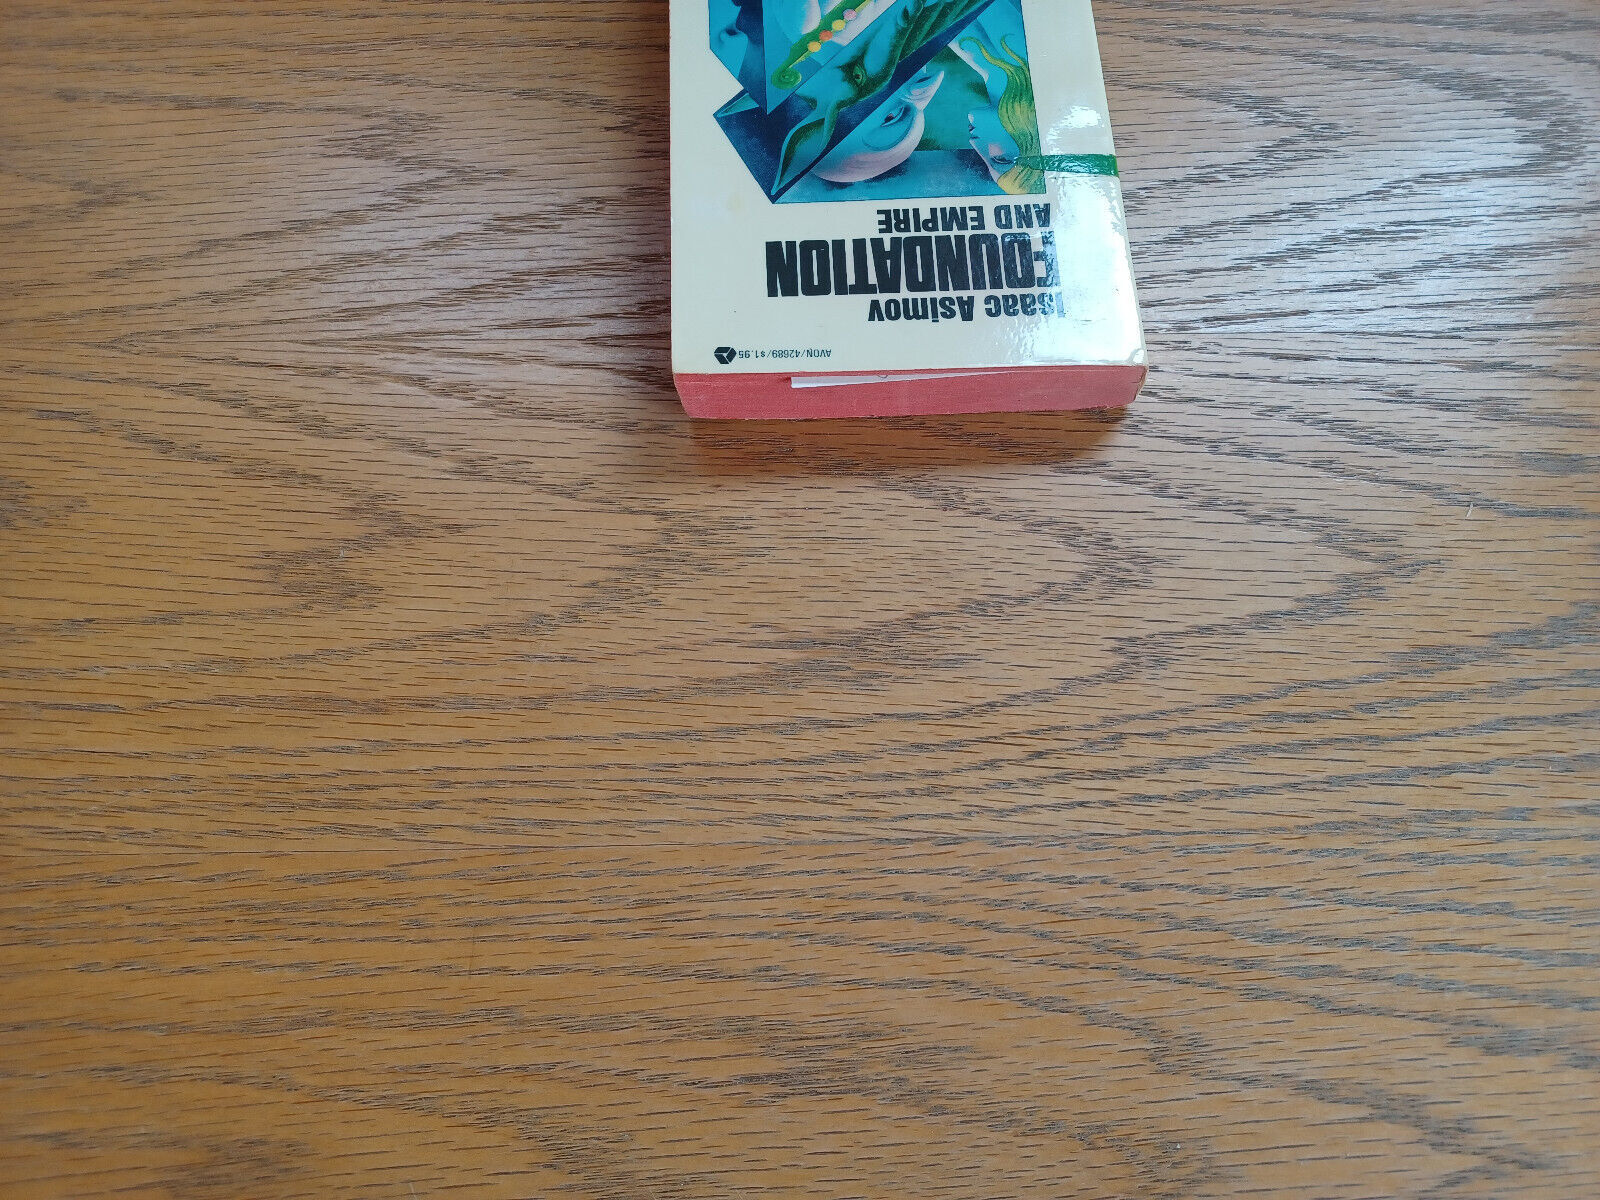 AVON/42689/$1.95
Isaac Asimov
FOUNDATION
AND EMPIRE